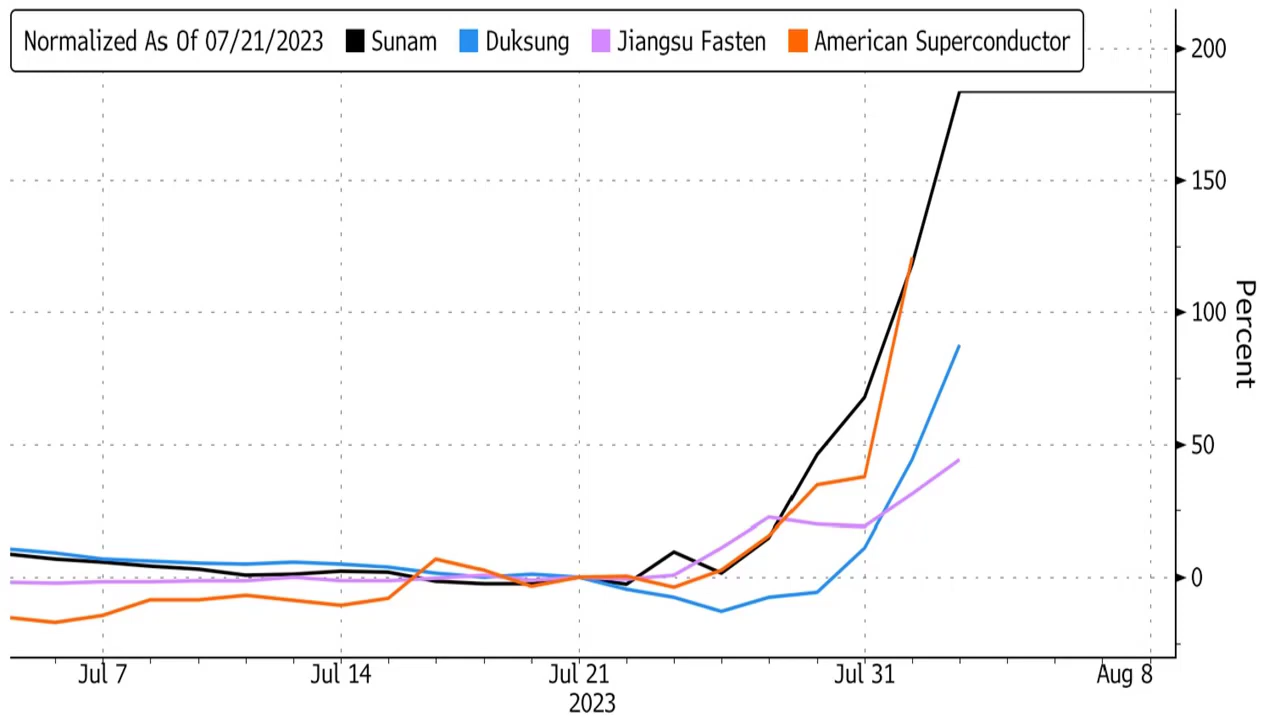 Normalized As Of 07/21/2023 Sunam Duksung Jiangsu Fasten American Superconductor
200
150
100
50
0
Percent
Jul 7 Jul 14 Jul 21 Jul 31 Aug 8
2023